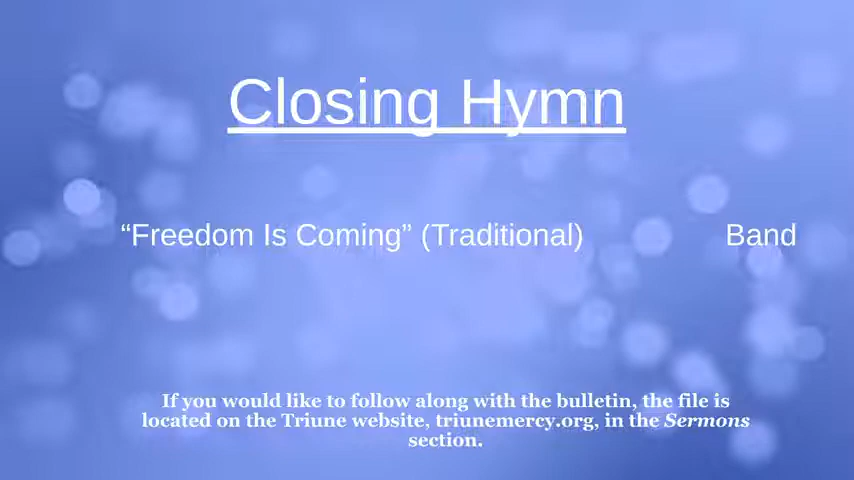 Closing Hymn
“Freedom Is Coming” (Traditional) Band
If you would like to follow along with the bulletin, the file is
located on the Triune website, triunemercy.org, in the Sermons
section.